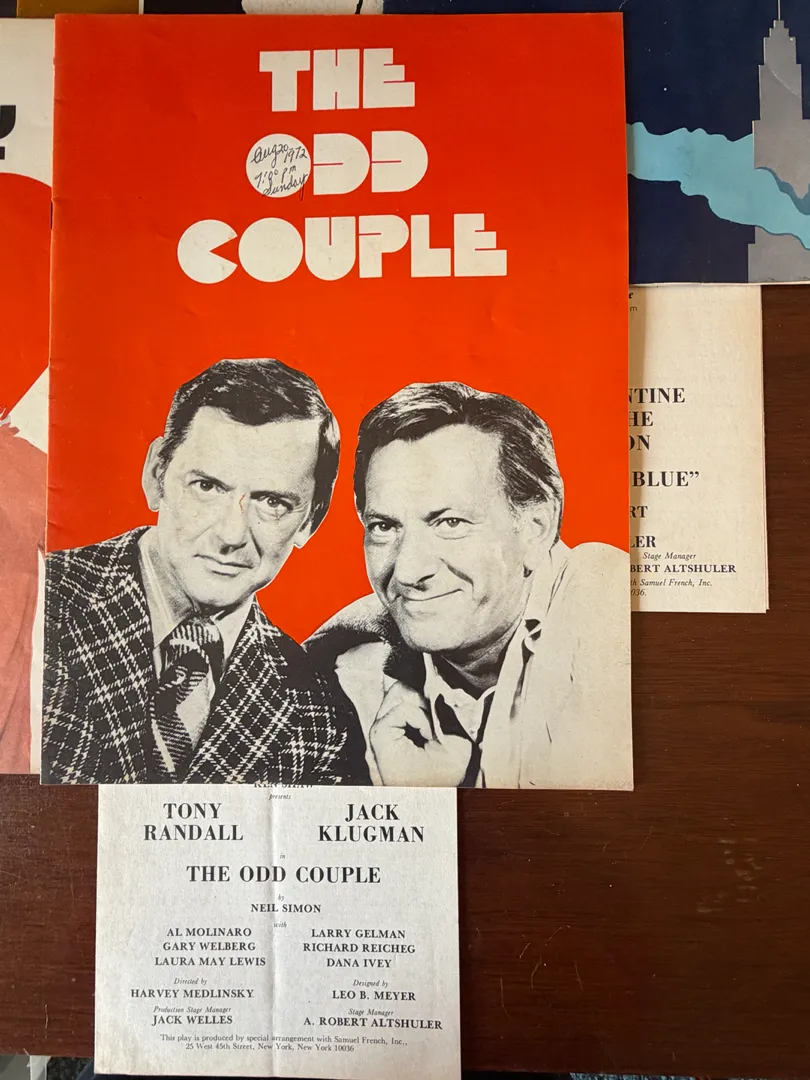 THE
ODD
COUPLE
Aug 20 1972
7:30 PM
Sunday
NTINE
HE
ON
BLUE”
RT
LER
Stage Manager
BERT ALTSHULER
th Samuel French, Inc.
036.
KEN SHAW
presents
TONY RANDALL
JACK KLUGMAN
in
THE ODD COUPLE
by
NEIL SIMON
with
AL MOLINARO
LARRY GELMAN
GARY WELBERG
RICHARD REICHEG
LAURA MAY LEWIS
DANA IVEY
Directed by
HARVEY MEDLINSKY
Designed by
LEO B. MEYER
Production Stage Manager
JACK WELLES
Stage Manager
A. ROBERT ALTSHULER
This play is produced by special arrangement with Samuel French, Inc.,
25 West 45th Street, New York, New York 10036